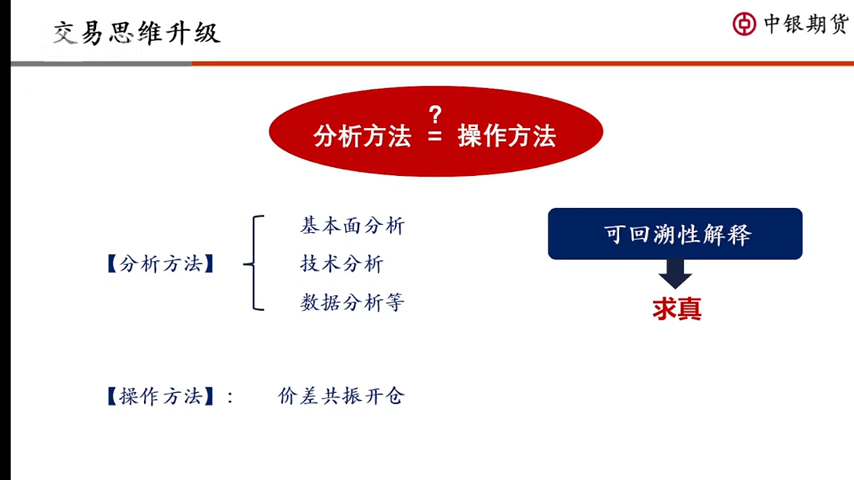 交易思维升级
中银期货
?
分析方法 = 操作方法
基本面分析
【分析方法】
技术分析
数据分析等
可回溯性解释
求真
【操作方法】： 价差共振开仓